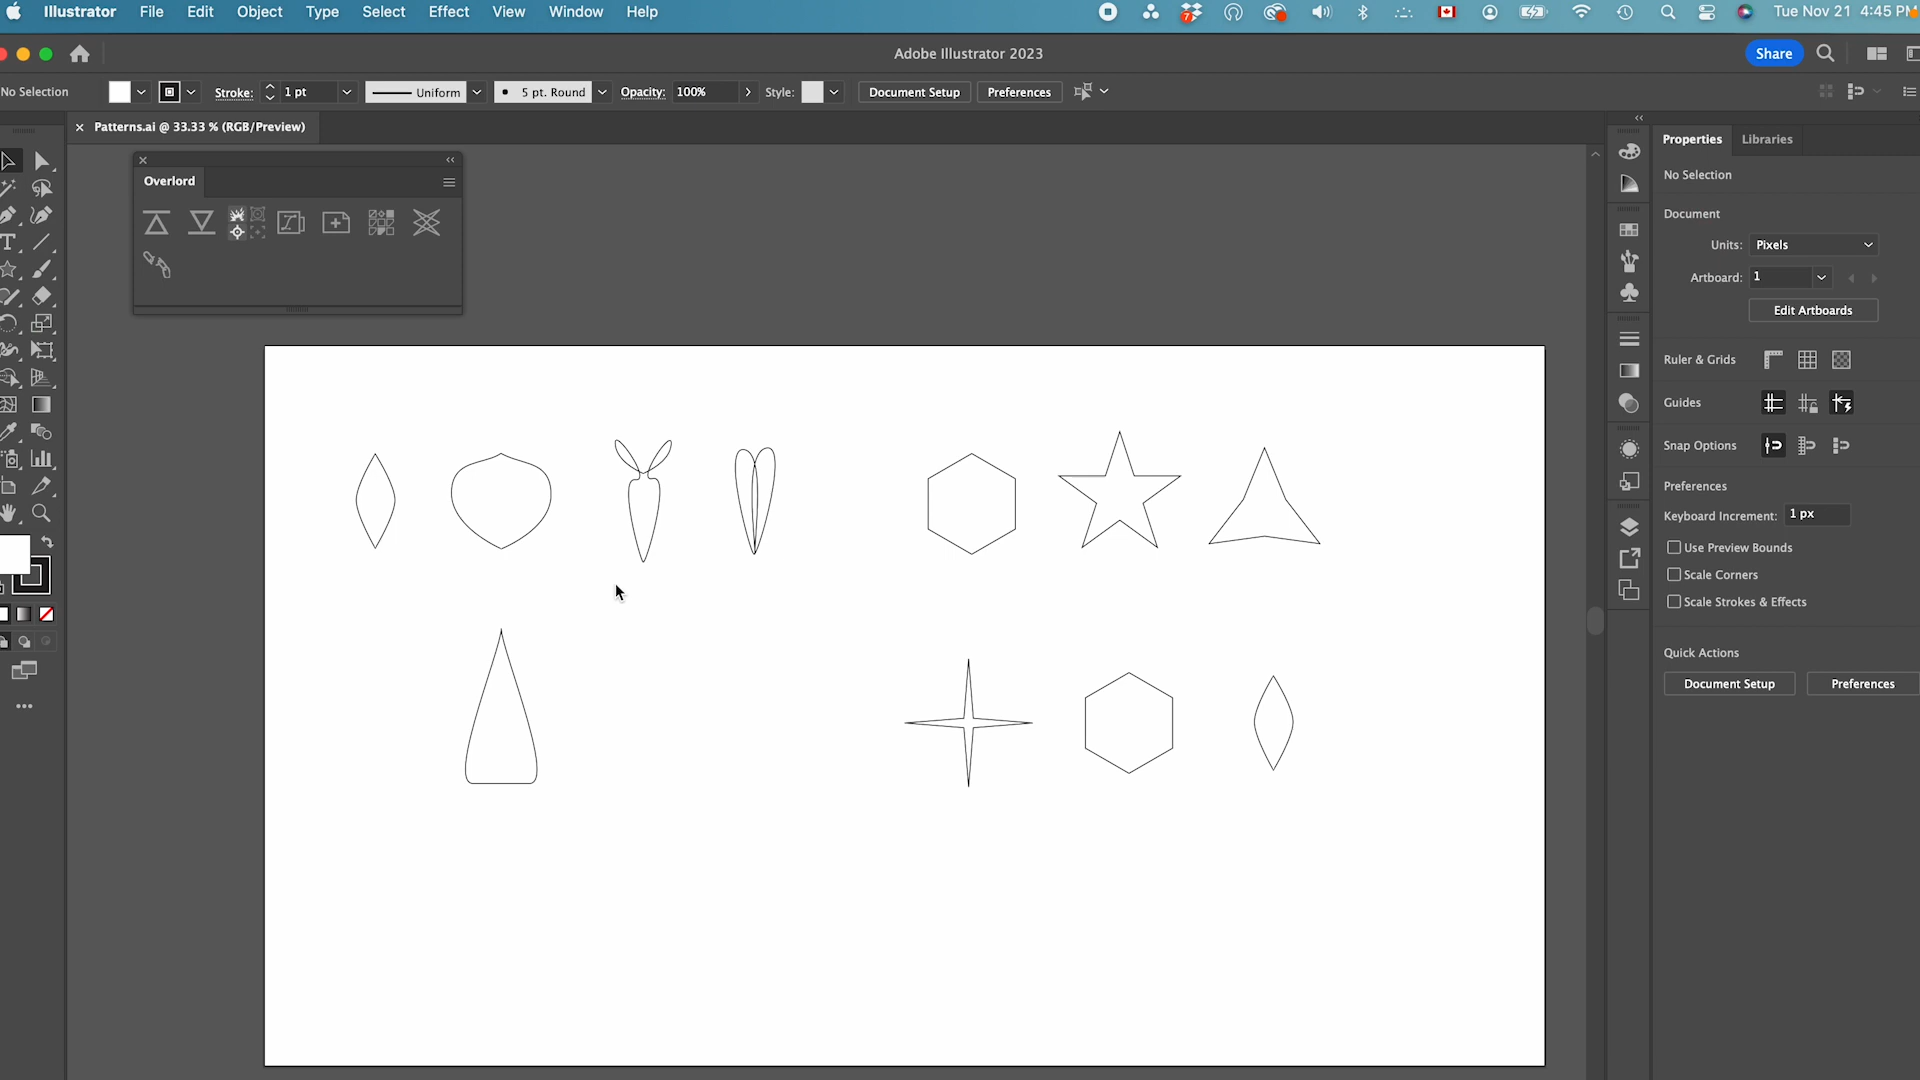 Illustrator File Edit Object Type Select Effect View Window Help
7
Tue Nov 21 4:45 PM
Adobe Illustrator 2023
Share
No Selection
Stroke: 1 pt
Uniform
5 pt. Round
Opacity: 100%
Style:
Document Setup
Preferences
Patterns.ai @ 33.33 % (RGB/Preview)
Overlord
Properties Libraries
No Selection
Document
Units: Pixels
Artboard: 1
Edit Artboards
Ruler & Grids
Guides
Snap Options
Preferences
Keyboard Increment: 1 px
Use Preview Bounds
Scale Corners
Scale Strokes & Effects
Quick Actions
Document Setup
Preferences